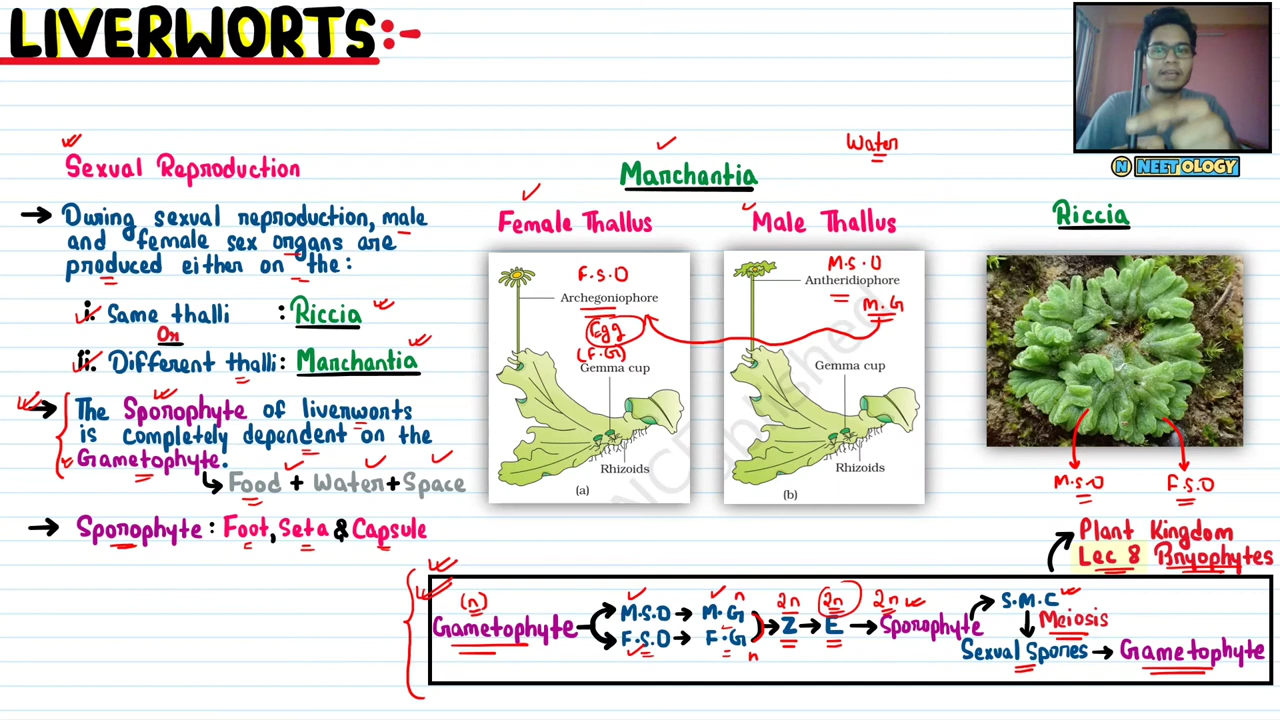 LIVERWORTS:-
N NEETOLOGY
Sexual Reproduction
→ During sexual reproduction, male
and female sex organs are
produced either on the:
i. Same thalli : Riccia
Or
ii. Different thalli: Marchantia
→ The Sporophyte of liverworts
is completely dependent on the
Gametophyte.
Food + Water + Space
→ Sporophyte: Foot, Seta & Capsule
Water
Marchantia
Female Thallus
F.S.O
Archegoniophore
Egg
(F.G)
Gemma cup
Rhizoids
(a)
Male Thallus
M.S.O
Antheridiophore
M.G
Gemma cup
Rhizoids
(b)
Riccia
M.S.O F.S.O
Plant Kingdom
Lec 8 Bryophytes
(n) n 2n 2n 2n
M.S.O → M.G S.M.C
Gametophyte → Z → E → Sporophyte Meiosis
F.S.O → F.G Sexual Spores → Gametophyte
n